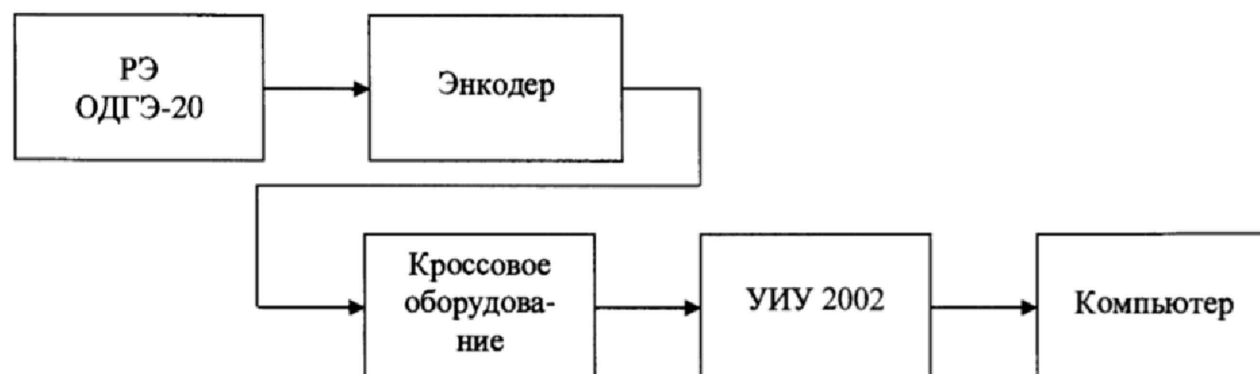 РЭ
ОДГЭ-20
Энкодер
Кроссовое
оборудова-
ние
УИУ 2002
Компьютер